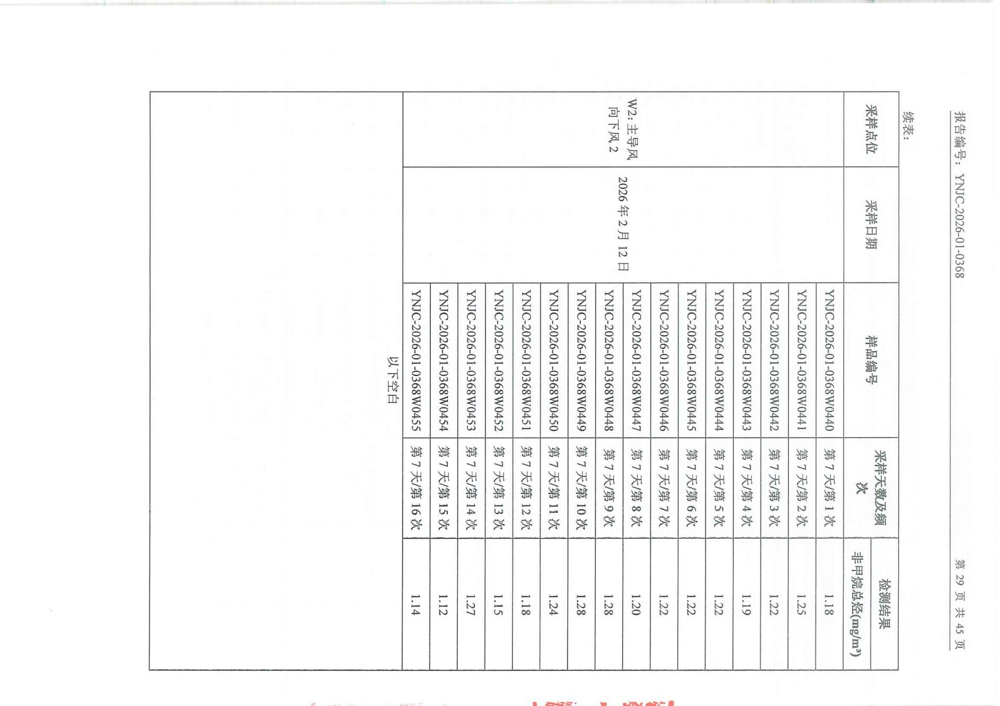 报告编号：YNJC-2026-01-0368 第 29 页 共 45 页
续表：
采样点位 采样日期 样品编号 采样天数及频次 检测结果
非甲烷总烃(mg/m³)
W2: 主导风
向下风 2
2026 年 2 月 12 日
YNJC-2026-01-0368W0440 第 7 天/第 1 次 1.18
YNJC-2026-01-0368W0441 第 7 天/第 2 次 1.25
YNJC-2026-01-0368W0442 第 7 天/第 3 次 1.22
YNJC-2026-01-0368W0443 第 7 天/第 4 次 1.19
YNJC-2026-01-0368W0444 第 7 天/第 5 次 1.22
YNJC-2026-01-0368W0445 第 7 天/第 6 次 1.22
YNJC-2026-01-0368W0446 第 7 天/第 7 次 1.22
YNJC-2026-01-0368W0447 第 7 天/第 8 次 1.20
YNJC-2026-01-0368W0448 第 7 天/第 9 次 1.28
YNJC-2026-01-0368W0449 第 7 天/第 10 次 1.28
YNJC-2026-01-0368W0450 第 7 天/第 11 次 1.24
YNJC-2026-01-0368W0451 第 7 天/第 12 次 1.18
YNJC-2026-01-0368W0452 第 7 天/第 13 次 1.15
YNJC-2026-01-0368W0453 第 7 天/第 14 次 1.27
YNJC-2026-01-0368W0454 第 7 天/第 15 次 1.12
YNJC-2026-01-0368W0455 第 7 天/第 16 次 1.14
以下空白